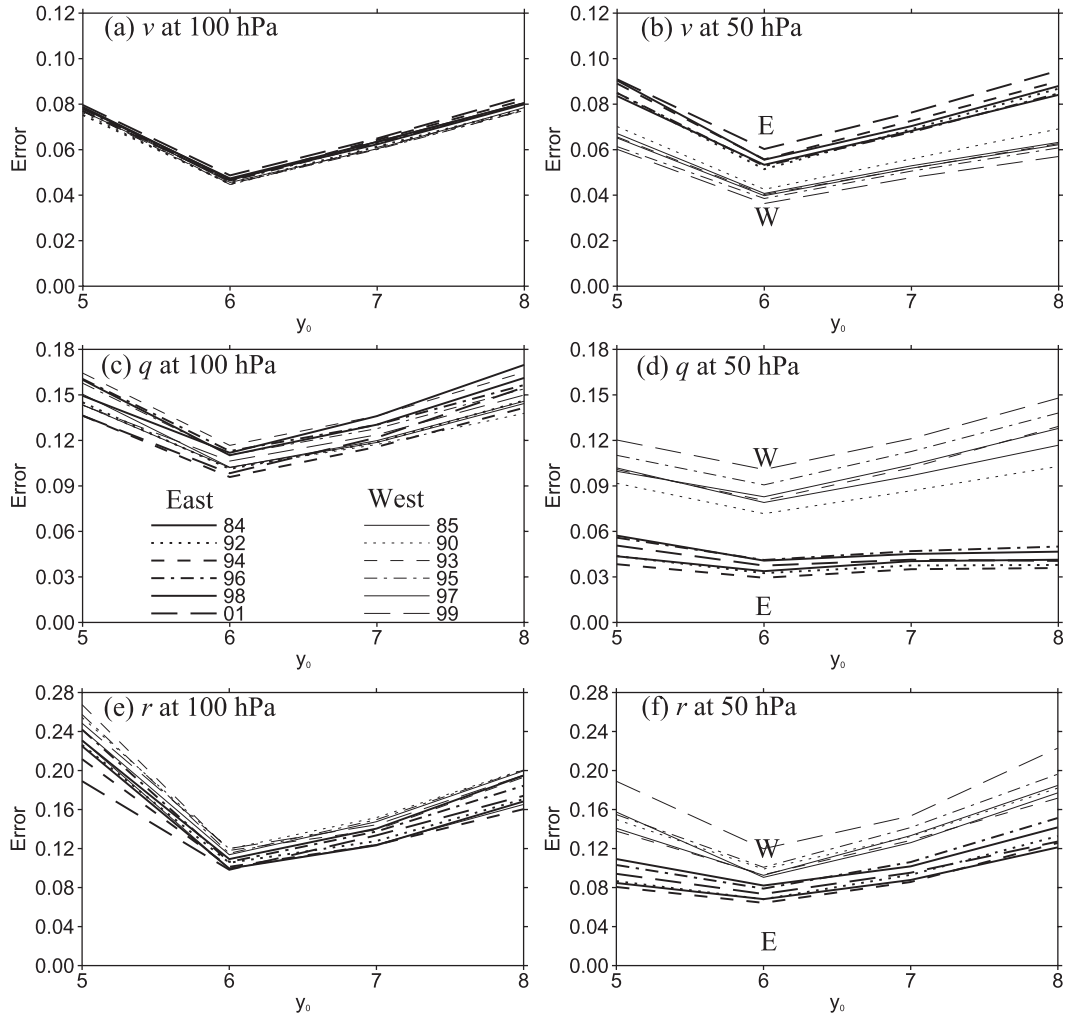 (a) v at 100 hPa
0.12
0.10
0.08
0.06
0.04
0.02
0.00
Error
5 6 7 8
y₀
(b) v at 50 hPa
0.12
0.10
0.08
0.06
0.04
0.02
0.00
Error
E
W
5 6 7 8
y₀
(c) q at 100 hPa
0.18
0.15
0.12
0.09
0.06
0.03
0.00
Error
East West
84 85
92 90
94 93
96 95
98 97
01 99
5 6 7 8
y₀
(d) q at 50 hPa
0.18
0.15
0.12
0.09
0.06
0.03
0.00
Error
W
E
5 6 7 8
y₀
(e) r at 100 hPa
0.28
0.24
0.20
0.16
0.12
0.08
0.04
0.00
Error
5 6 7 8
y₀
(f) r at 50 hPa
0.28
0.24
0.20
0.16
0.12
0.08
0.04
0.00
Error
W
E
5 6 7 8
y₀